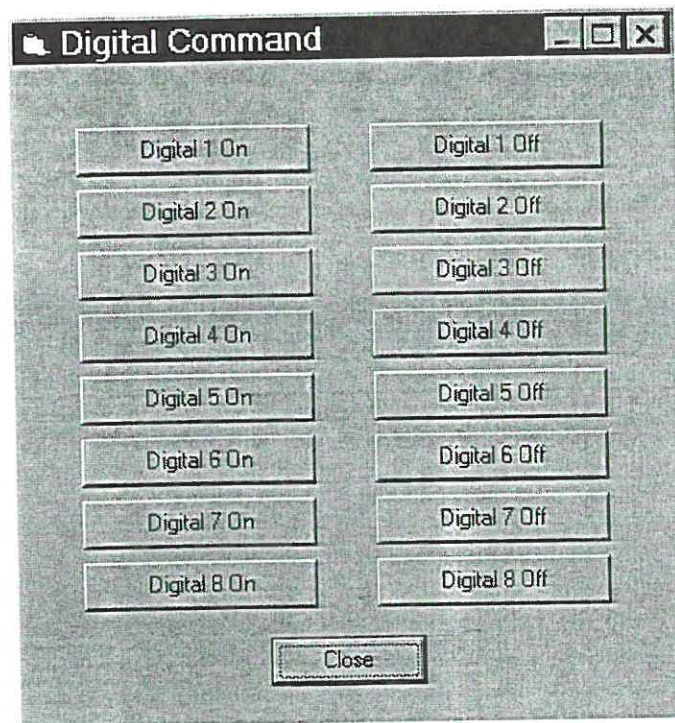 Digital Command
Digital 1 On Digital 1 Off
Digital 2 On Digital 2 Off
Digital 3 On Digital 3 Off
Digital 4 On Digital 4 Off
Digital 5 On Digital 5 Off
Digital 6 On Digital 6 Off
Digital 7 On Digital 7 Off
Digital 8 On Digital 8 Off
Close